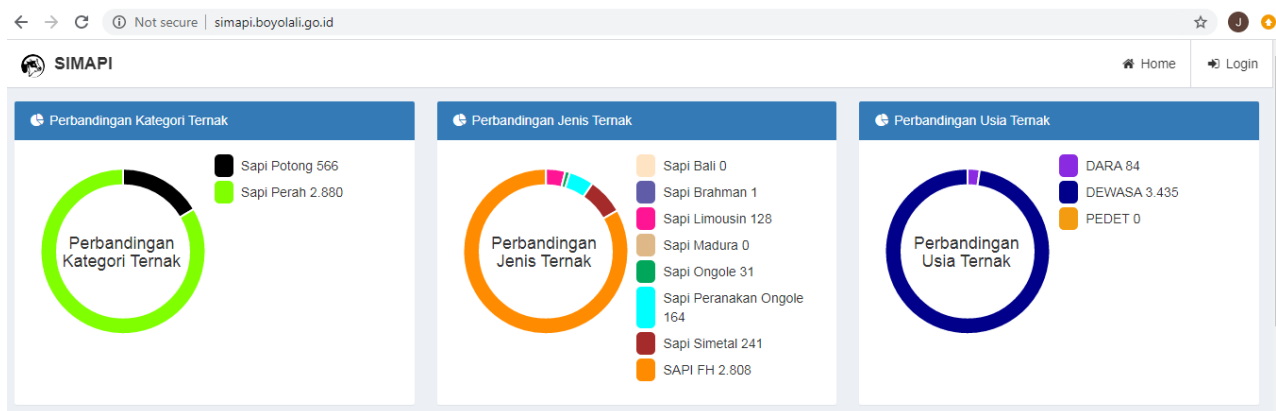 Not secure | simapi.boyolali.go.id
J
SIMAPI
Home
Login
Perbandingan Kategori Ternak
Sapi Potong 566
Sapi Perah 2.880
Perbandingan
Kategori Ternak
Perbandingan Jenis Ternak
Sapi Bali 0
Sapi Brahman 1
Sapi Limousin 128
Sapi Madura 0
Sapi Ongole 31
Sapi Peranakan Ongole
164
Sapi Simetal 241
SAPI FH 2.808
Perbandingan
Jenis Ternak
Perbandingan Usia Ternak
DARA 84
DEWASA 3.435
PEDET 0
Perbandingan
Usia Ternak